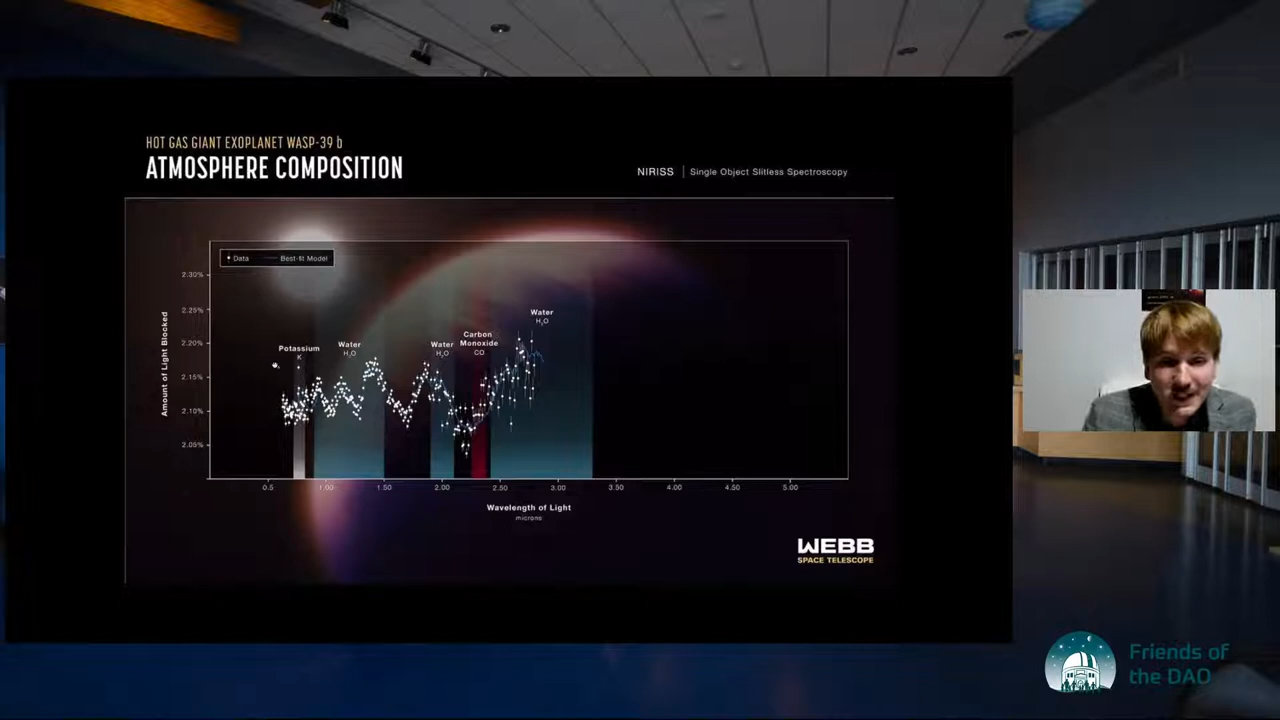 HOT GAS GIANT EXOPLANET WASP-39 b
ATMOSPHERE COMPOSITION
NIRISS | Single Object Slitless Spectroscopy
Data
Best-fit Model
2.30%
2.25%
2.20%
2.15%
2.10%
2.05%
Amount of Light Blocked
Potassium
K
Water
H₂O
Water
H₂O
Carbon
Monoxide
CO
Water
H₂O
0.5
1.00
1.50
2.00
2.50
3.00
3.50
4.00
4.50
5.00
Wavelength of Light
microns
WEBB
SPACE TELESCOPE
Friends of
the DAO